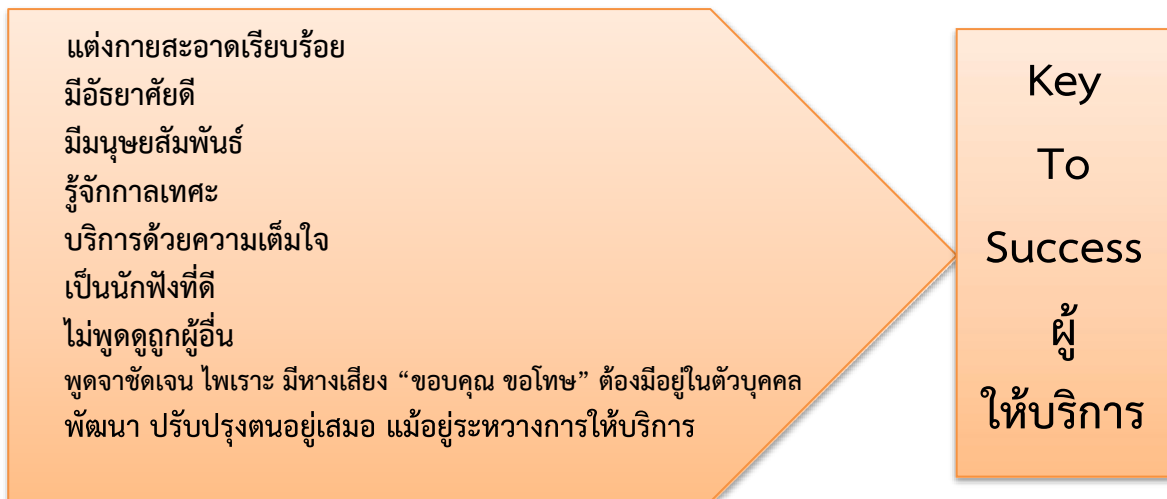 แต่งกายสะอาดเรียบร้อย
มีอัธยาศัยดี
มีมนุษยสัมพันธ์
รู้จักกาลเทศะ
บริการด้วยความเต็มใจ
เป็นนักฟังที่ดี
ไม่พูดดูถูกผู้อื่น
พูดจาชัดเจน ไพเราะ มีหางเสียง “ขอบคุณ ขอโทษ” ต้องมีอยู่ในตัวบุคคล
พัฒนา ปรับปรุงตนอยู่เสมอ แม้อยู่ระหวางการให้บริการ
Key
To
Success
ผู้
ให้บริการ